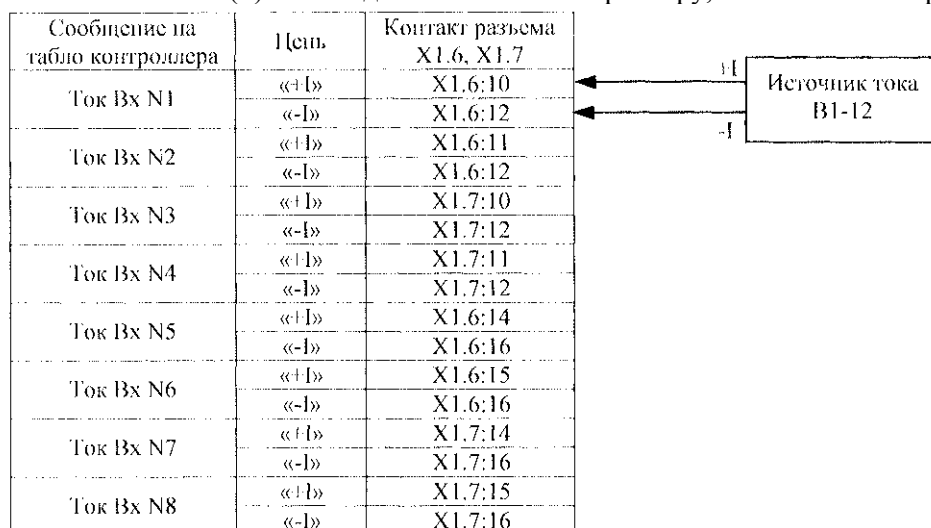 Сообщение на табло контроллера
Цепь
Контакт разъема X1.6, X1.7
Ток Вх N1
«+I» X1.6:10
«-I» X1.6:12
Ток Вх N2
«+I» X1.6:11
«-I» X1.6:12
Ток Вх N3
«+I» X1.7:10
«-I» X1.7:12
Ток Вх N4
«+I» X1.7:11
«-I» X1.7:12
Ток Вх N5
«+I» X1.6:14
«-I» X1.6:16
Ток Вх N6
«+I» X1.6:15
«-I» X1.6:16
Ток Вх N7
«+I» X1.7:14
«-I» X1.7:16
Ток Вх N8
«+I» X1.7:15
«-I» X1.7:16
+I
-I
Источник тока
В1-12